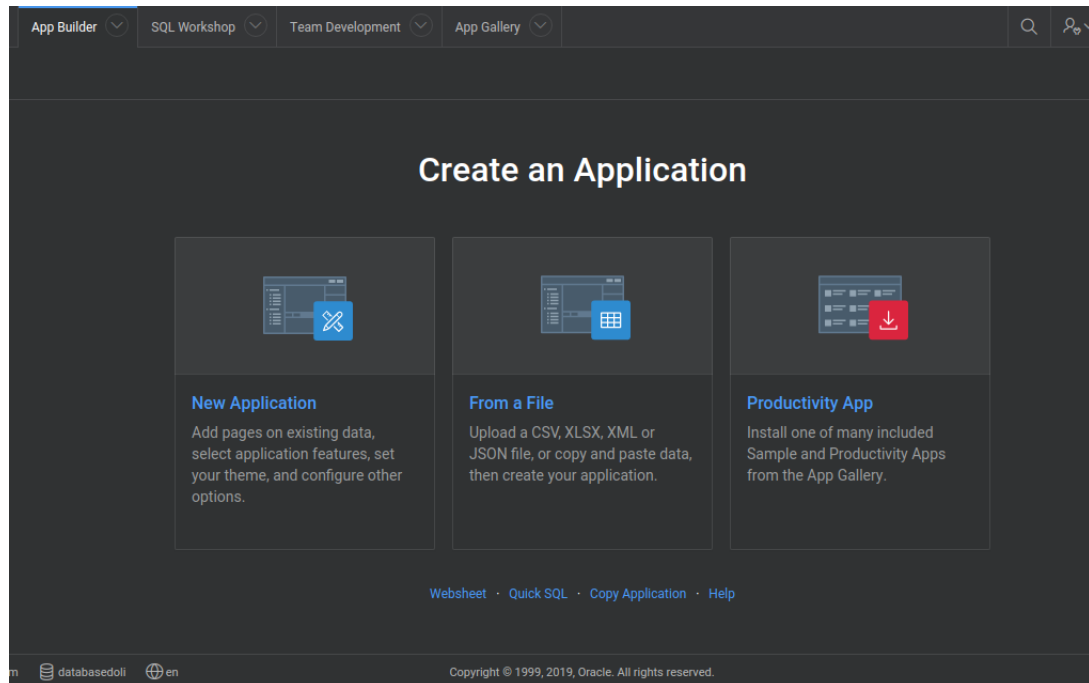 App Builder SQL Workshop Team Development App Gallery
Create an Application
New Application
Add pages on existing data,
select application features, set
your theme, and configure other
options.
From a File
Upload a CSV, XLSX, XML or
JSON file, or copy and paste data,
then create your application.
Productivity App
Install one of many included
Sample and Productivity Apps
from the App Gallery.
Websheet · Quick SQL · Copy Application · Help
m databasedoli en Copyright © 1999, 2019, Oracle. All rights reserved.